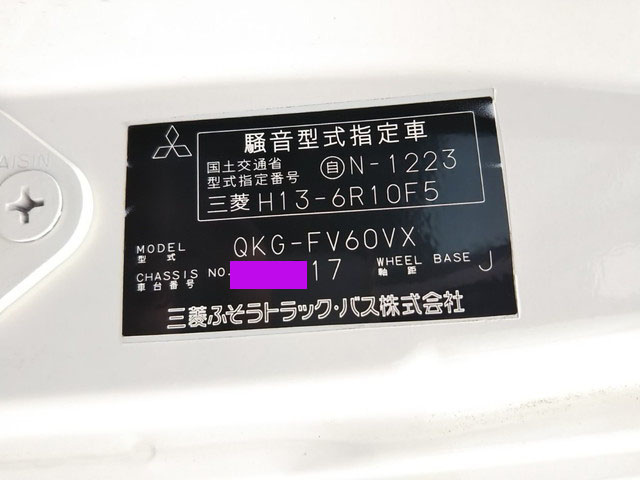 AISIN
騒音型式指定車
国土交通省
型式指定番号
自N-1223
三菱 H13-6R10F5
MODEL
型式
QKG-FV60VX
CHASSIS NO.
車台番号
17
WHEEL BASE
軸距
J
三菱ふそうトラック・バス株式会社